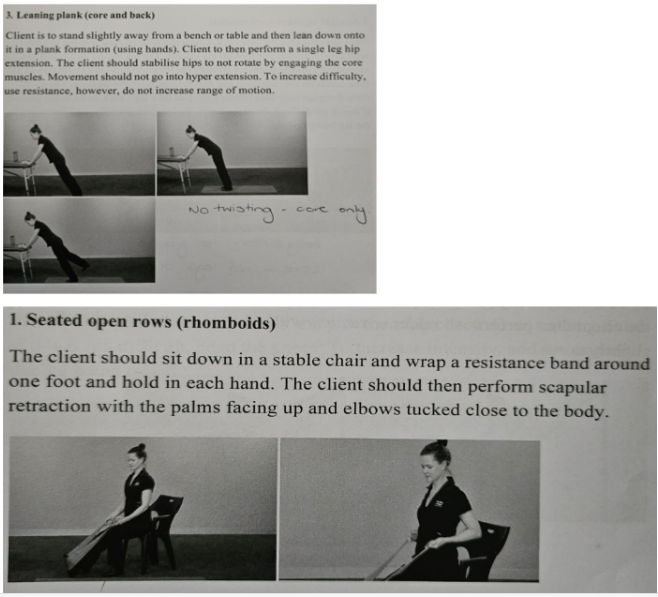 3. Leaning plank (core and back)
Client is to stand slightly away from a bench or table and then lean down onto
it in a plank formation (using hands). Client to then perform a single leg hip
extension. The client should stabilise hips to not rotate by engaging the core
muscles. Movement should not go into hyper extension. To increase difficulty,
use resistance, however, do not increase range of motion.
No twisting - core only
1. Seated open rows (rhomboids)
The client should sit down in a stable chair and wrap a resistance band around
one foot and hold in each hand. The client should then perform scapular
retraction with the palms facing up and elbows tucked close to the body.